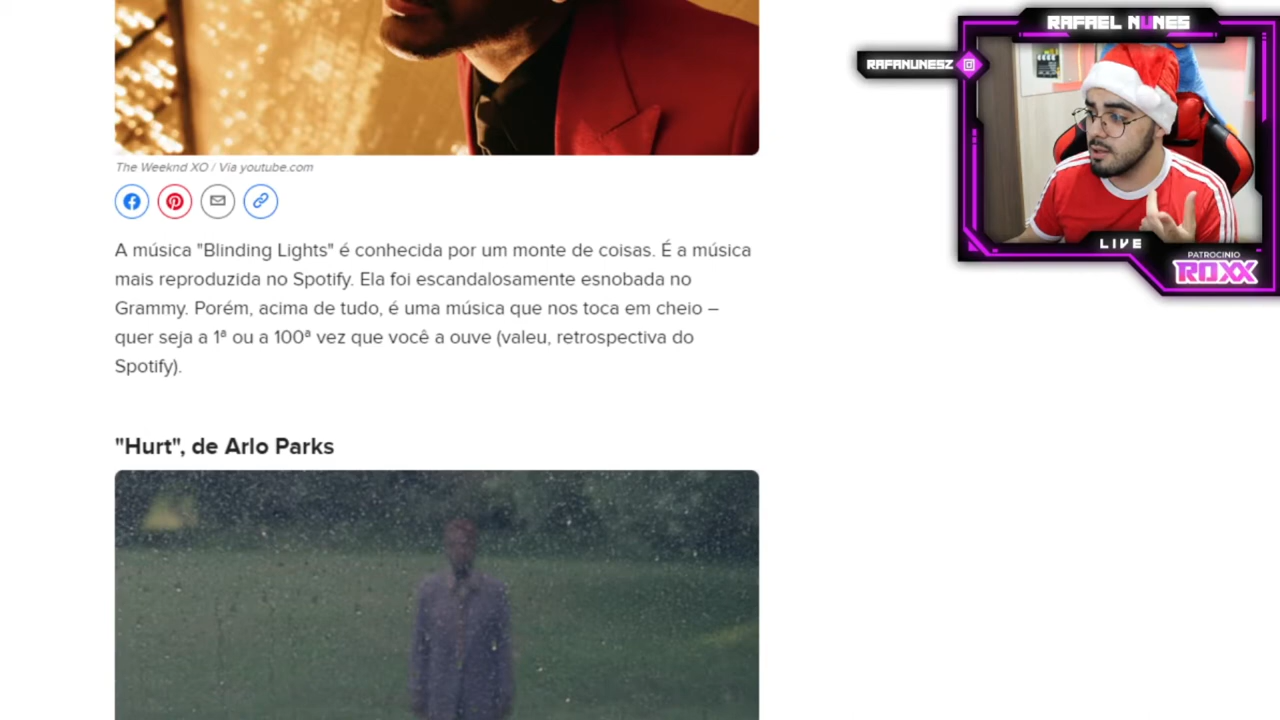 The Weeknd XO / Via youtube.com
A música "Blinding Lights" é conhecida por um monte de coisas. É a música
mais reproduzida no Spotify. Ela foi escandalosamente esnobada no
Grammy. Porém, acima de tudo, é uma música que nos toca em cheio –
quer seja a 1ª ou a 100ª vez que você a ouve (valeu, retrospectiva do
Spotify).
"Hurt", de Arlo Parks
RAFAEL NUNES
RAFANUNESZ
LIVE
PATROCINIO
ROXX